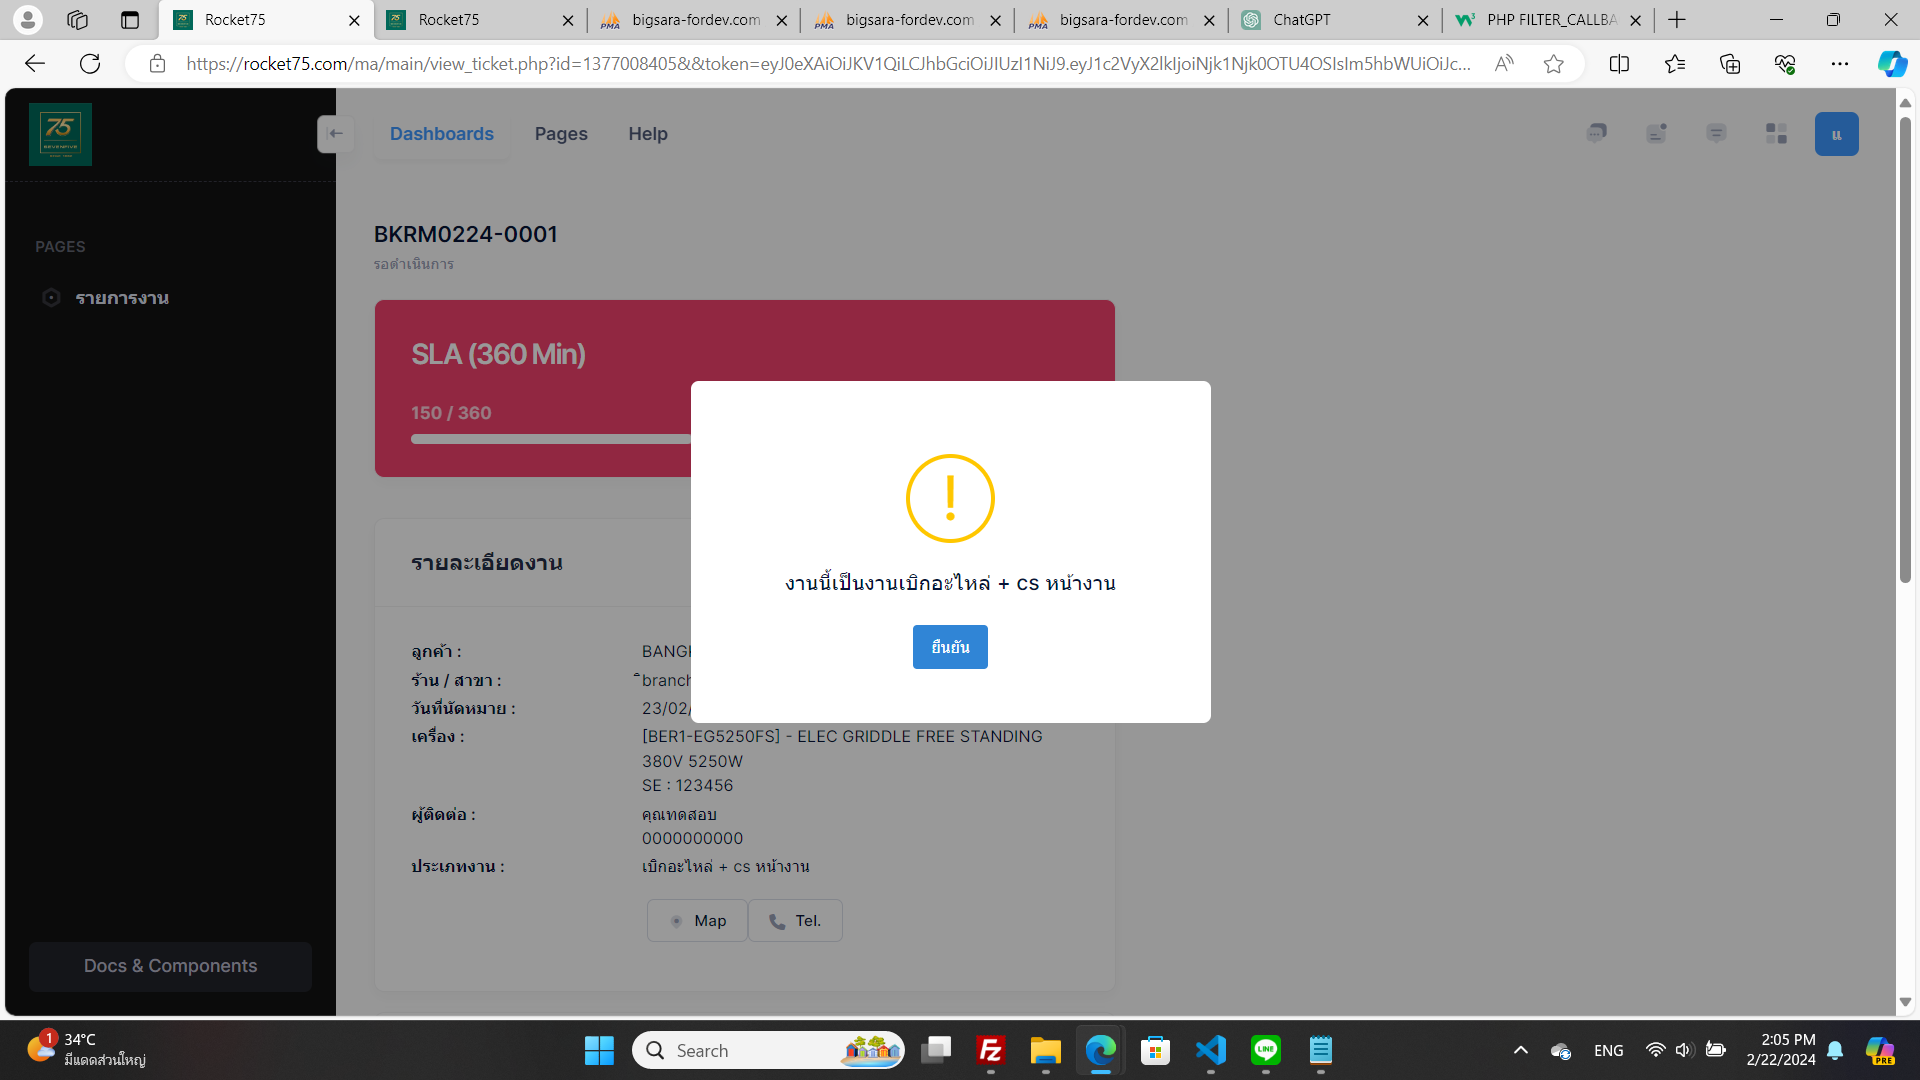 Rocket75
Rocket75
bigsara-fordev.com
bigsara-fordev.com
bigsara-fordev.com
ChatGPT
PHP FILTER_CALLBA
https://rocket75.com/ma/main/view_ticket.php?id=1377008405&&token=eyJ0eXAiOiJKV1QiLCJhbGciOiJIUzI1NiJ9.eyJ1c2VyX2lkIjoiNjk1Njk0OTU4OSIsIm5hbWUiOiJc...
75
Dashboards
Pages
Help
แ
PAGES
รายการงาน
Docs & Components
BKRM0224-0001
รอดำเนินการ
SLA (360 Min)
150 / 360
งานนี้เป็นงานเบิกอะไหล่ + cs หน้างาน
ยืนยัน
รายละเอียดงาน
ลูกค้า :
ร้าน / สาขา :
branch
วันที่นัดหมาย :
23/02/
เครื่อง :
[BER1-EG5250FS] - ELEC GRIDDLE FREE STANDING
380V 5250W
SE : 123456
ผู้ติดต่อ :
คุณทดสอบ
0000000000
ประเภทงาน :
เบิกอะไหล่ + cs หน้างาน
Map
Tel.
1
34°C
มีแดดส่วนใหญ่
Search
ENG
2:05 PM
2/22/2024
PRE